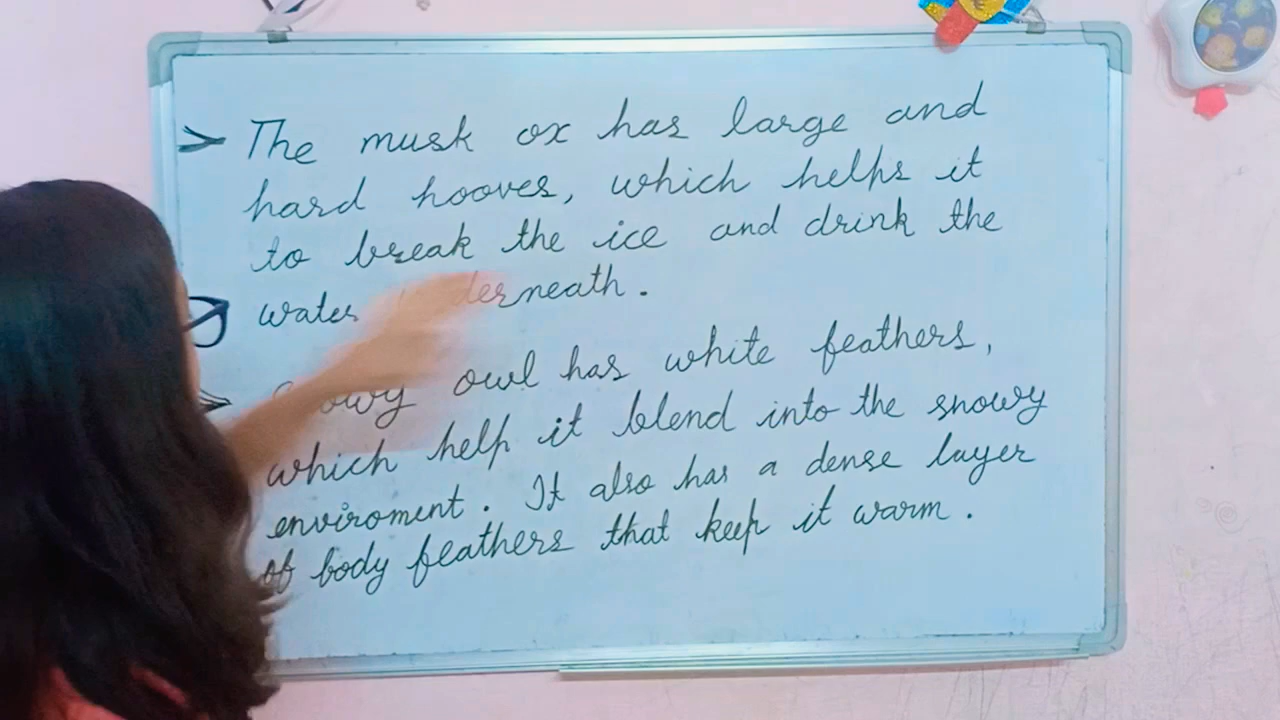 > The musk ox has large and
hard hooves, which helps it
to break the ice and drink the
water derneath.
owy owl has white feathers,
which help it blend into the snowy
enviroment. It also has a dense layer
of body feathers that keep it warm.